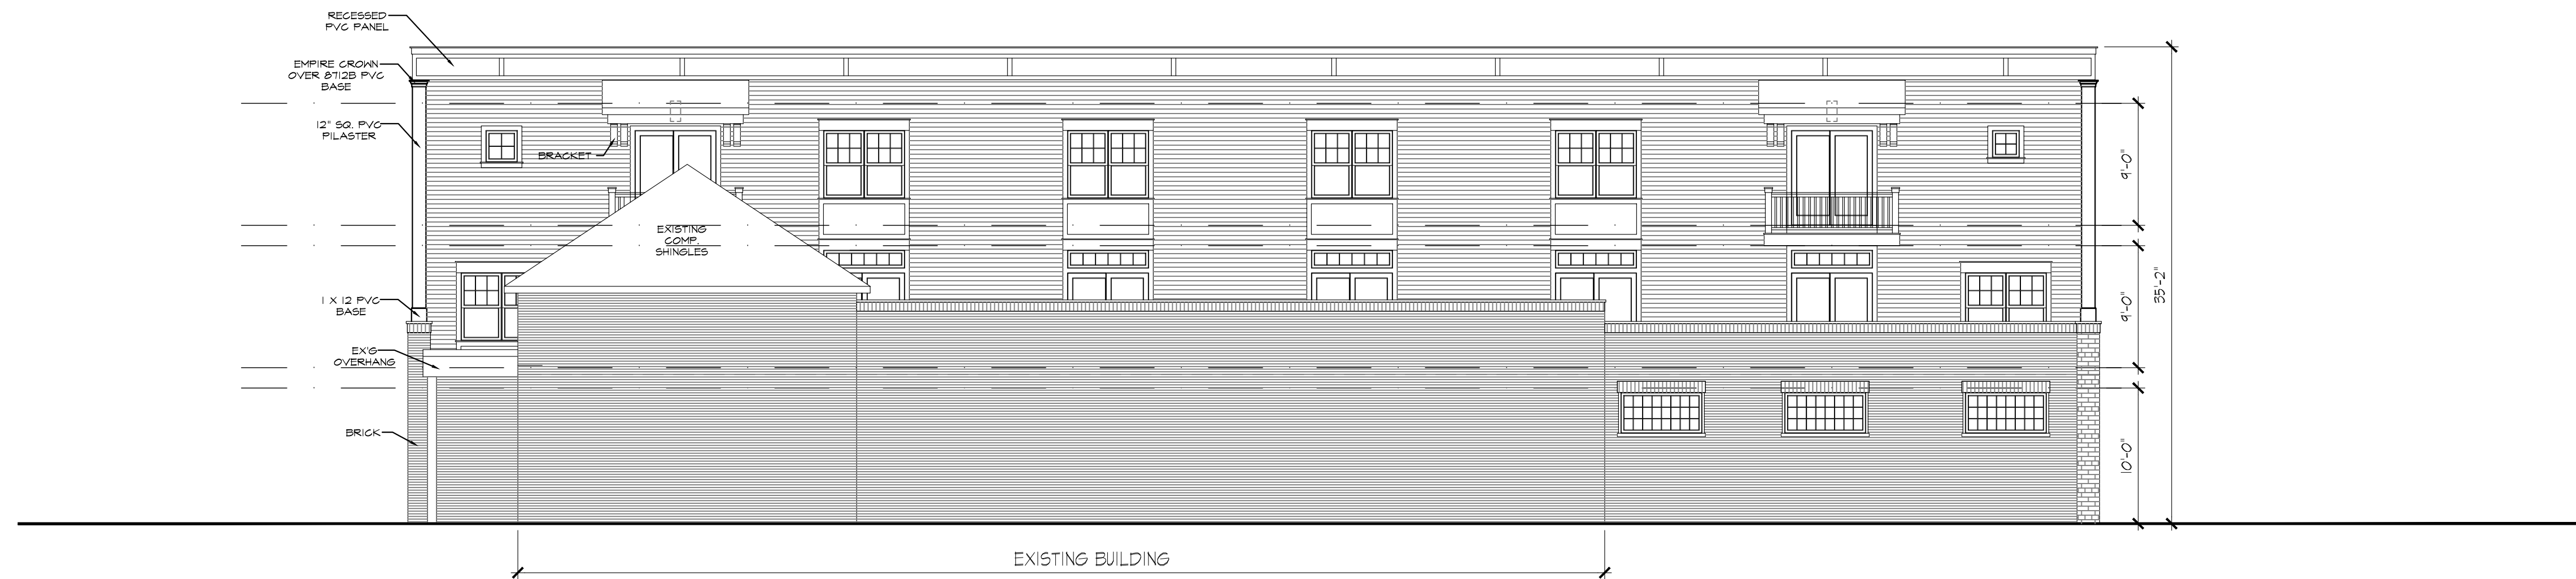 RECESSED
PVC PANEL
EMPIRE CROWN
OVER 8712B PVC
BASE
12" SQ. PVC
PILASTER
BRACKET
EXISTING
COMP.
SHINGLES
1 X 12 PVC
BASE
EX'G
OVERHANG
BRICK
9'-0"
9'-0"
10'-0"
35'-2"
EXISTING BUILDING